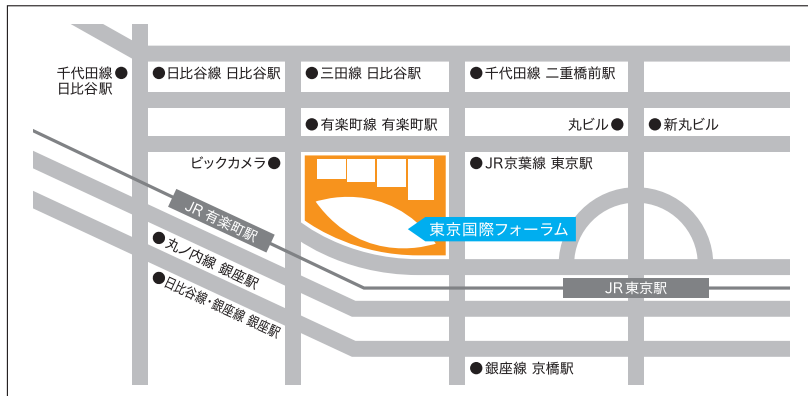 千代田線
日比谷駅
日比谷線 日比谷駅
三田線 日比谷駅
千代田線 二重橋前駅
有楽町線 有楽町駅
丸ビル
新丸ビル
ビックカメラ
JR京葉線 東京駅
JR有楽町駅
東京国際フォーラム
丸ノ内線 銀座駅
日比谷線・銀座線 銀座駅
JR東京駅
銀座線 京橋駅